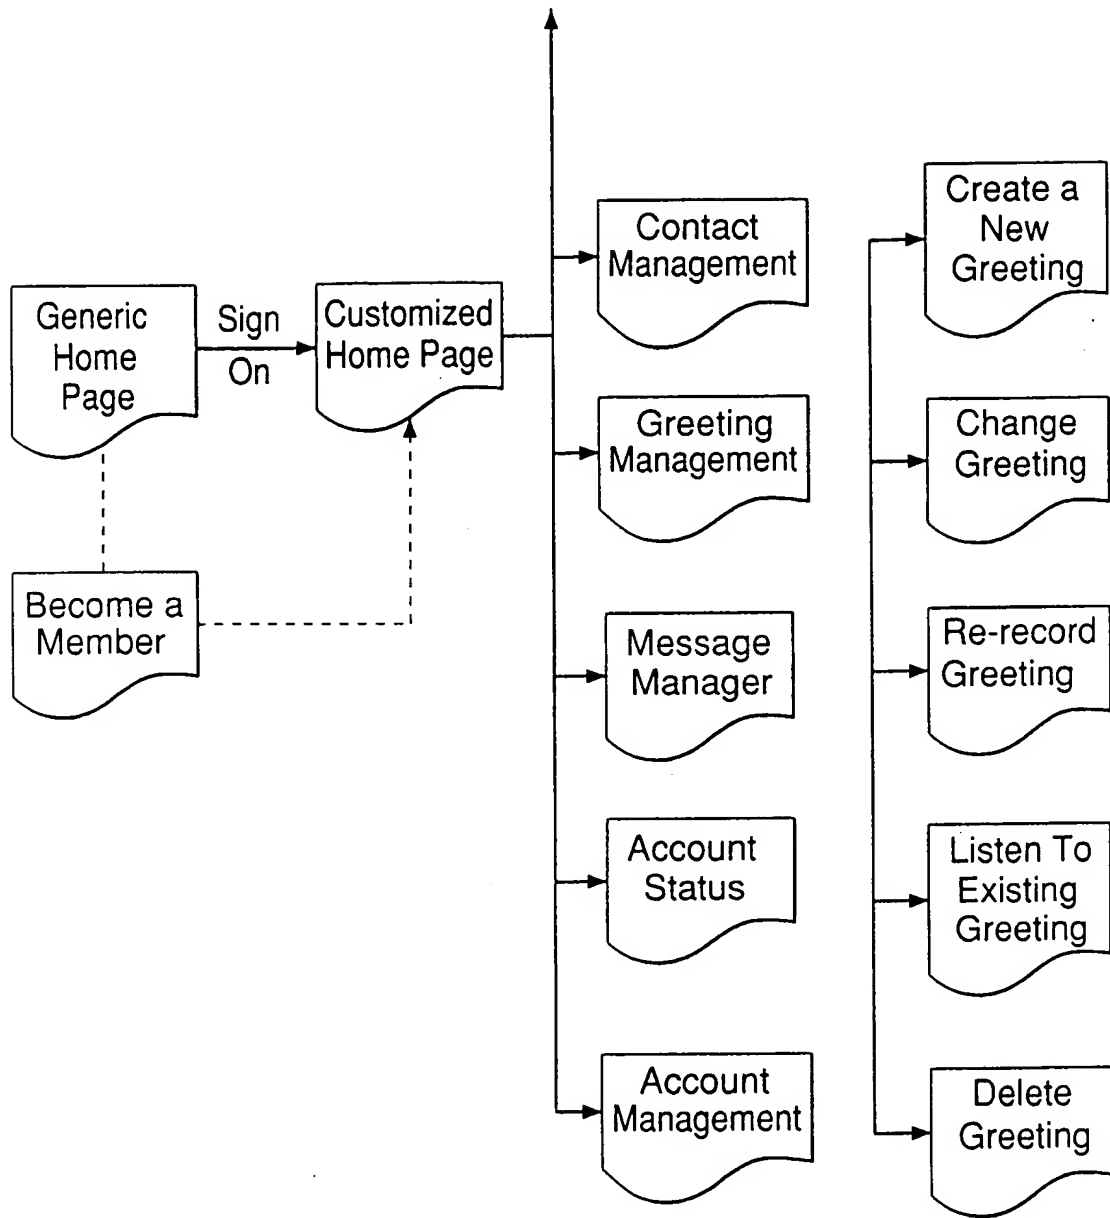 Generic
Home
Page
Sign
On
Customized
Home Page
Become a
Member
Contact
Management
Greeting
Management
Message
Manager
Account
Status
Account
Management
Create a
New
Greeting
Change
Greeting
Re-record
Greeting
Listen To
Existing
Greeting
Delete
Greeting